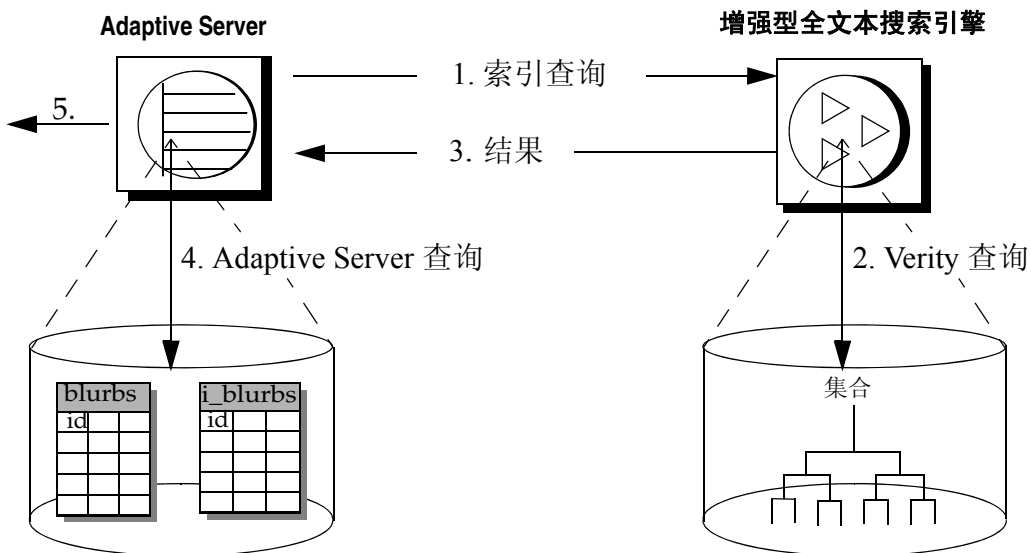 Adaptive Server
增强型全文本搜索引擎
1. 索引查询
5.
3. 结果
4. Adaptive Server 查询
2. Verity 查询
blurbs
i_blurbs
id
id
集合